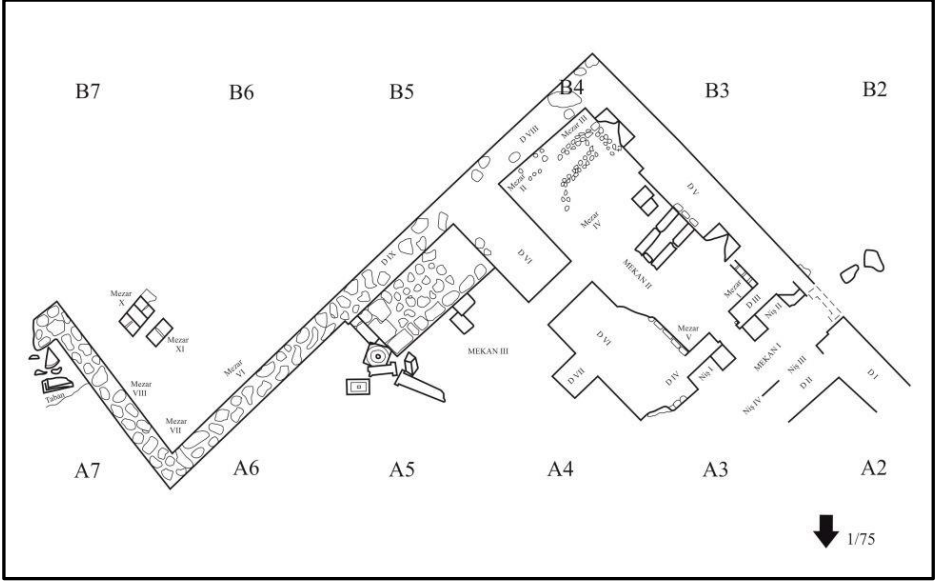 B7
B6
B5
B4
B3
B2
D VIII
Mezar III
Mezar
II
D V
Mezar
IV
D IX
D VI
MEKAN II
Mezar
X
Mezar
XI
Mezar
I
D III
Niş II
Mezar
VI
MEKAN III
D VI
Mezar
V
MEKAN I
Niş III
D I
Taban
Mezar
VIII
D VII
D IV
Niş I
D II
Niş IV
Mezar
VII
A7
A6
A5
A4
A3
A2
1/75